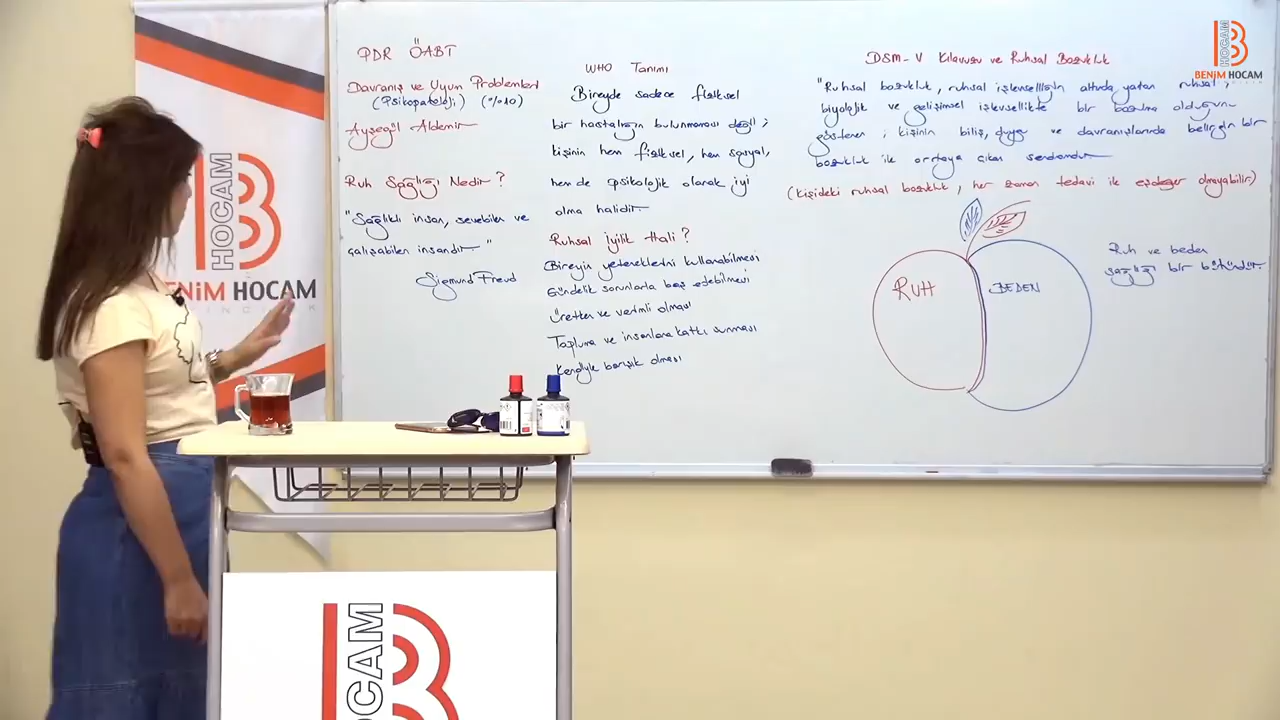 PDR ÖABT
Davranış ve Uyum Problemleri
(Psikopatoloji) (%10)
Ayşegül Aldemir
Ruh Sağlığı Nedir?
"Sağlıklı insan, sevebilen ve
çalışabilen insandır."
Sigmund Freud
WHO Tanımı
Bireyde sadece fiziksel
bir hastalığın bulunmaması değil;
kişinin hem fiziksel, hem sosyal,
hem de psikolojik olarak iyi
olma halidir.
Ruhsal İyilik Hali?
Bireyin yeteneklerini kullanabilmesi
Gündelik sorunlarla baş edebilmesi
Üretken ve verimli olması
Topluma ve insanlara katkı sunması
Kendiyle barışık olması
DSM-V Kılavuzu ve Ruhsal Bozukluk
"Ruhsal bozukluk, ruhsal işlevselliğin altında yatan ruhsal,
biyolojik ve gelişimsel işlevsellikte bir bozulma olduğunu
gösteren, kişinin biliş, duygu ve davranışlarında belirgin bir
bozukluk ile ortaya çıkan sendromdur.
(Kişideki ruhsal bozukluk, her zaman tedavi ile eşdeğer olmayabilir)
RUH
BEDEN
Ruh ve beden
sağlığı bir bütündür.
HOCAM
BENİM HOCAM
HOCAM
BENİM HOCAM
HOCAM